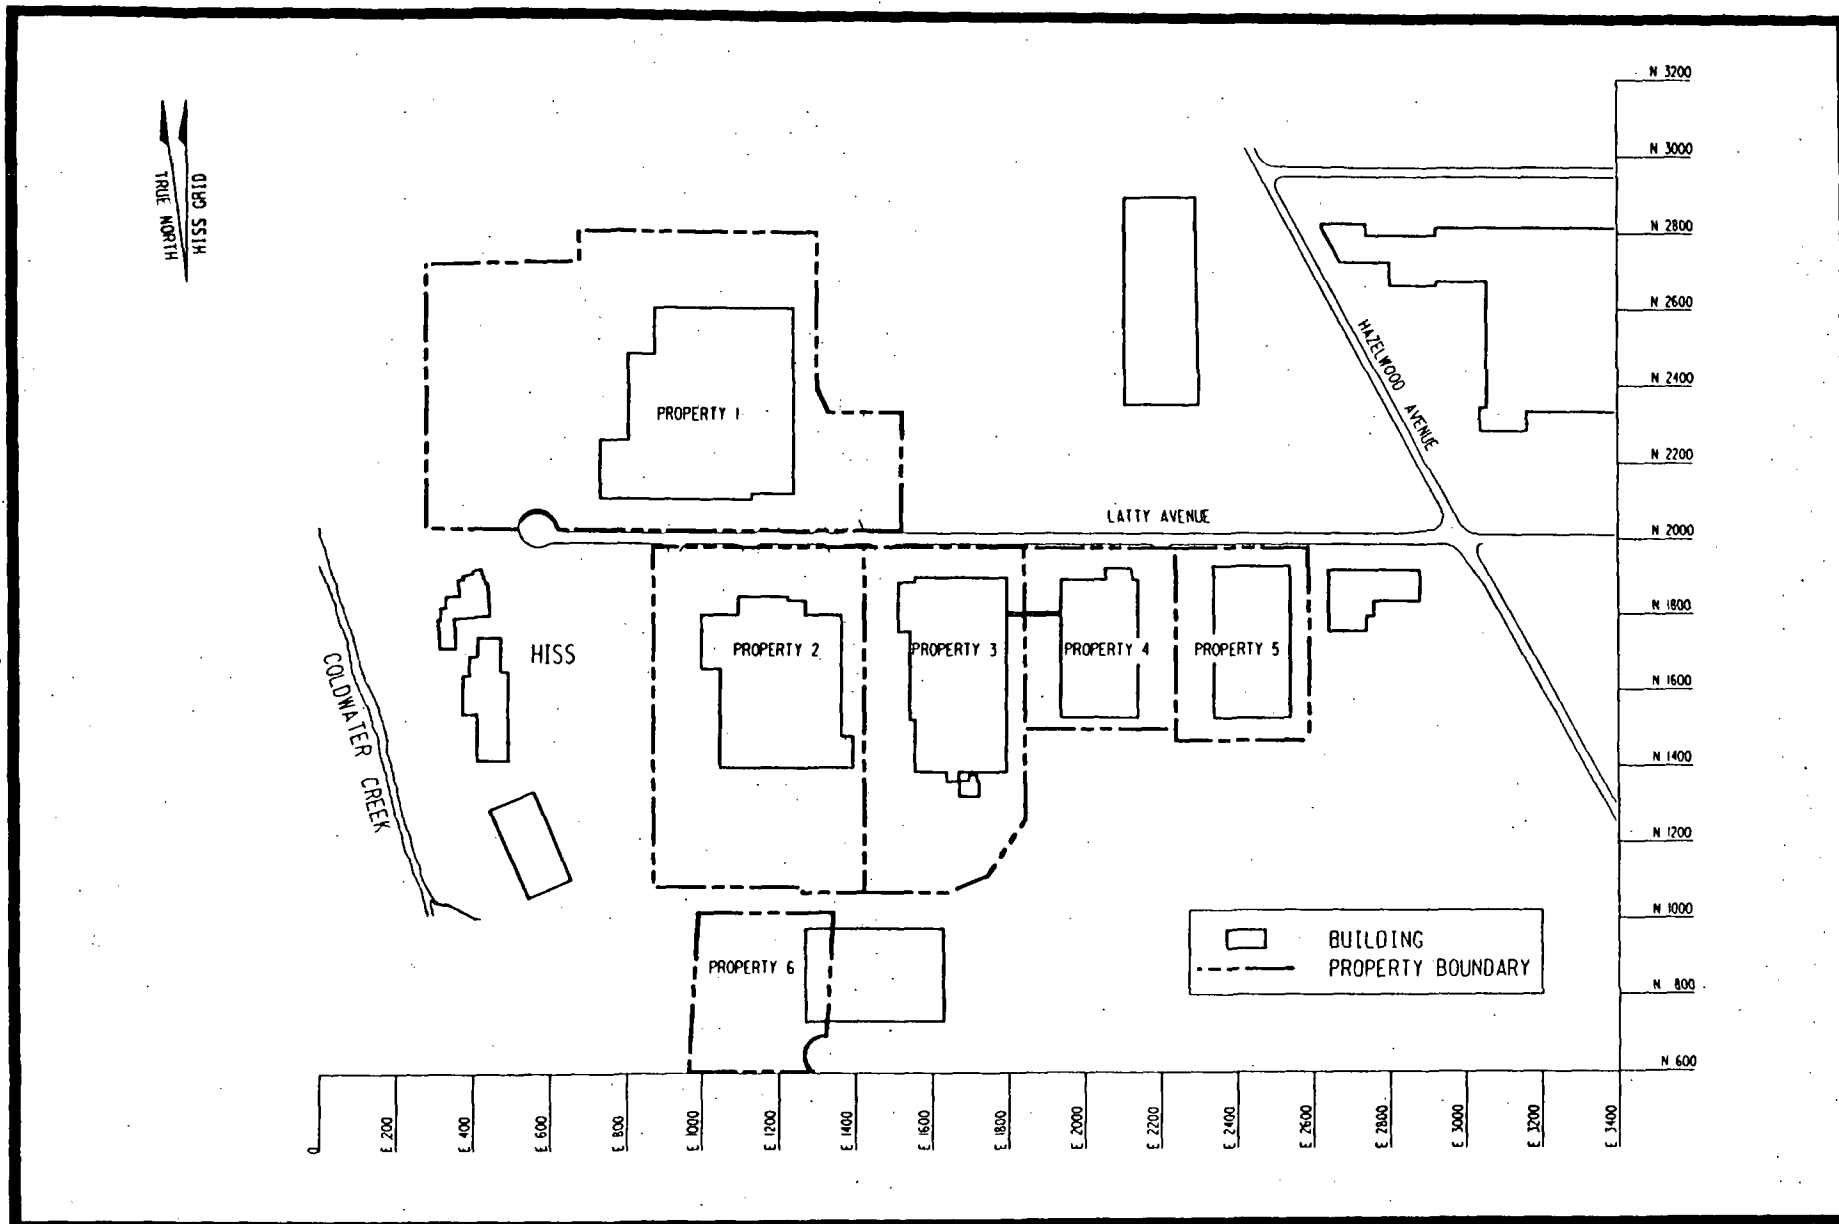 N 3200
N 3000
N 2800
N 2600
N 2400
N 2200
N 2000
N 1800
N 1600
N 1400
N 1200
N 1000
N 800
N 600
TRUE NORTH
HISS GRID
HAZELWOOD AVENUE
PROPERTY 1
LATTY AVENUE
HISS
PROPERTY 2
PROPERTY 3
PROPERTY 4
PROPERTY 5
COLDWATER CREEK
PROPERTY 6
BUILDING
PROPERTY BOUNDARY
0
E 200
E 400
E 600
E 800
E 1000
E 1200
E 1400
E 1600
E 1800
E 2000
E 2200
E 2400
E 2600
E 2800
E 3000
E 3200
E 3400